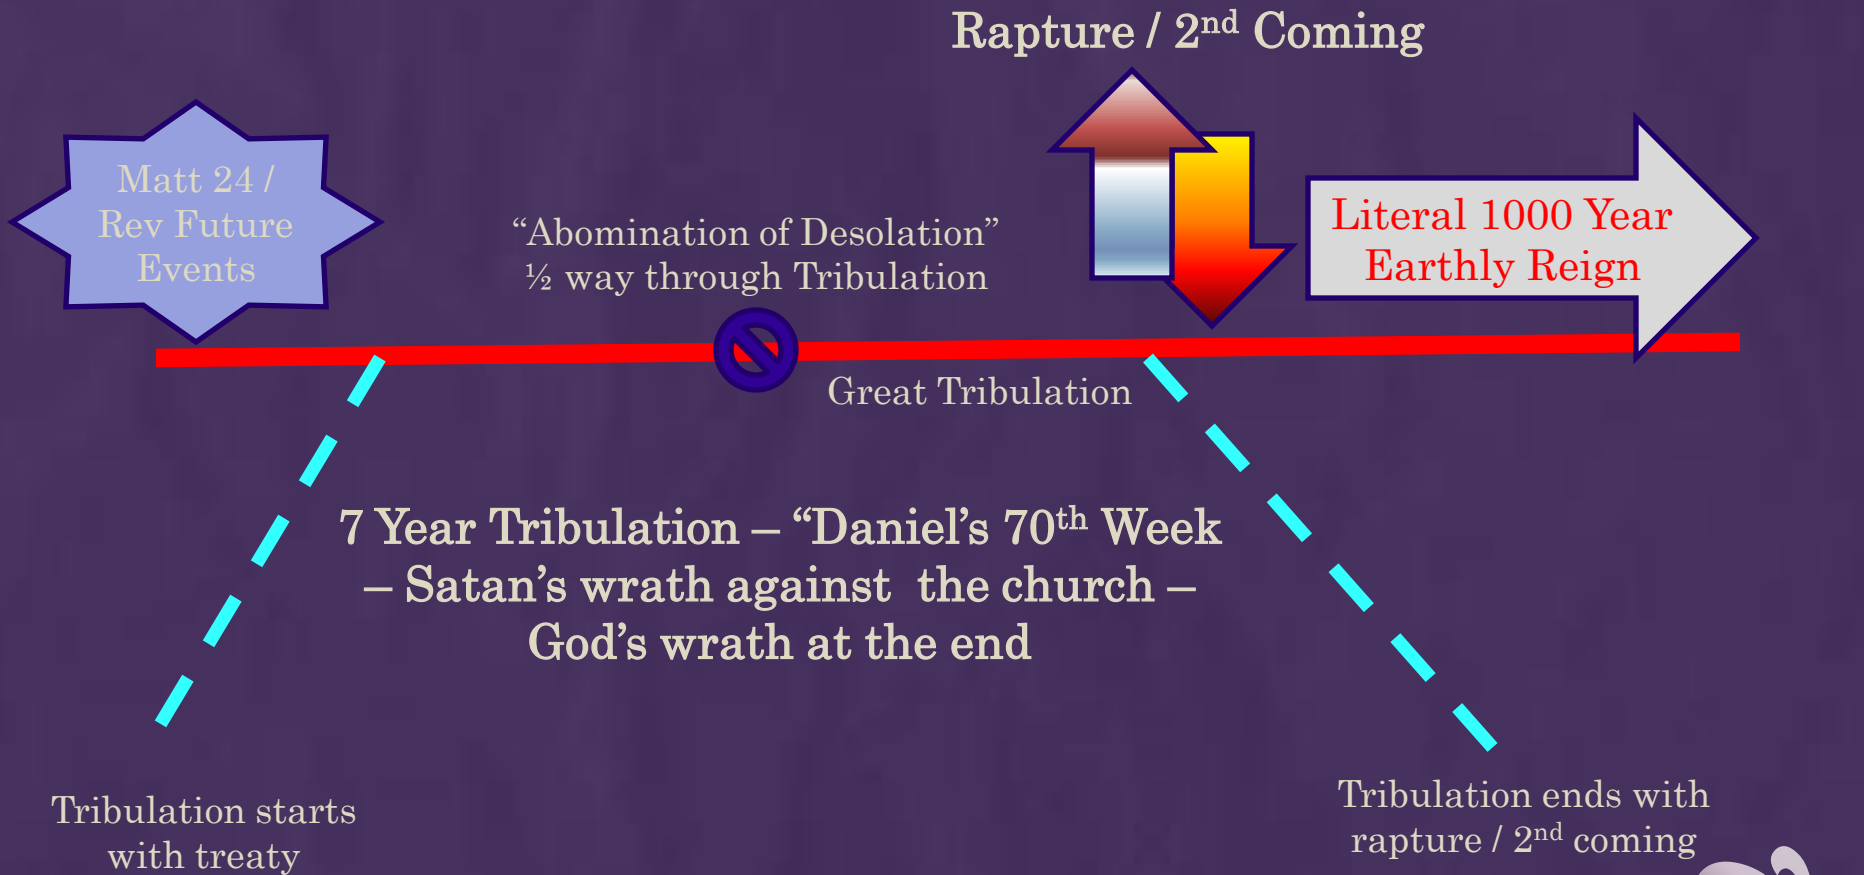 Rapture / 2nd Coming
Matt 24 /
Rev Future
Events
“Abomination of Desolation”
½ way through Tribulation
Literal 1000 Year
Earthly Reign
Great Tribulation
7 Year Tribulation – “Daniel’s 70th Week
– Satan’s wrath against  the church –
God’s wrath at the end
Tribulation starts
with treaty
Tribulation ends with
rapture / 2nd coming